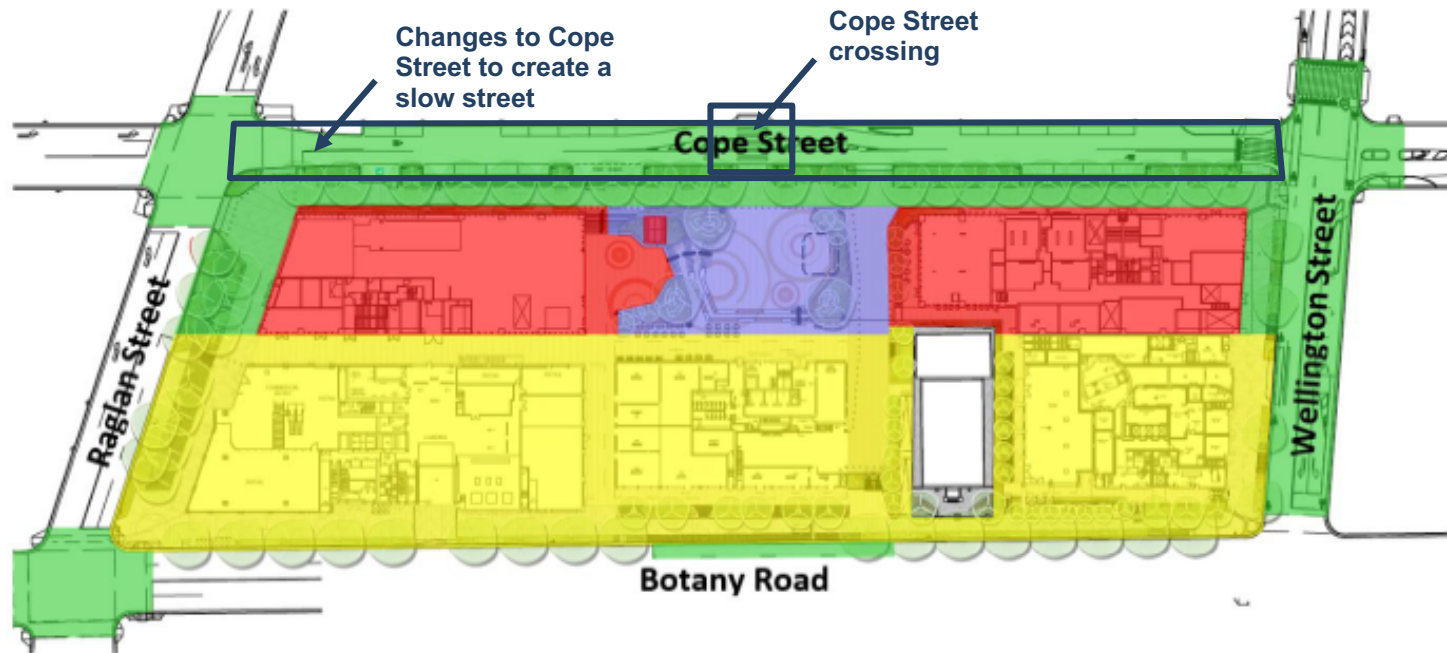 Changes to Cope
Street to create a
slow street
Cope Street
crossing
Cope Street
Raglan Street
Wellington Street
Botany Road